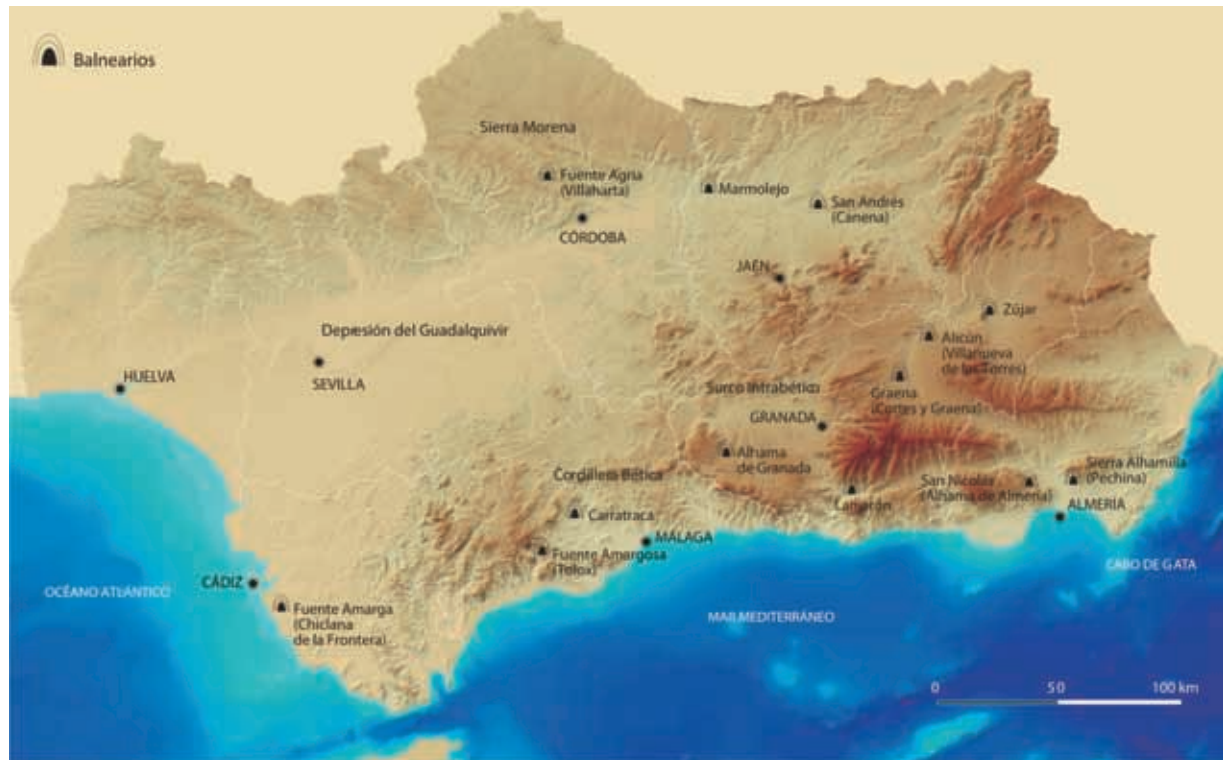 Balnearios
Sierra Morena
Fuente Agria
(Villaharta)
Marmolejo
San Andrés
(Canena)
CÓRDOBA
JAÉN
Zújar
Depresión del Guadalquivir
Alicún
(Villanueva
de las Torres)
HUELVA
SEVILLA
Surco Intrabético
Graena
(Cortes y Graena)
GRANADA
Alhama
de Granada
Cordillera Bética
San Nicolás
(Alhama de Almería)
Sierra Alhamilla
(Pechina)
Lanjarón
ALMERÍA
Carratraca
MÁLAGA
Fuente Amargosa
(Tolox)
CABO DE GATA
CÁDIZ
OCÉANO ATLÁNTICO
Fuente Amarga
(Chiclana
de la Frontera)
MAR MEDITERRÁNEO
0 50 100 km